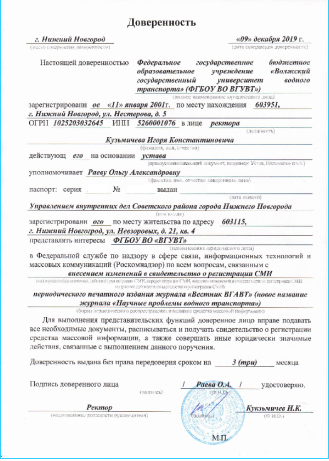 Доверенность
г. Нижний Новгород «09» декабря 2019 г.
Настоящей доверенностью Федеральное государственное бюджетное
образовательное учреждение «Волжский
государственный университет водного
транспорта» (ФГБОУ ВО ВГУВТ»)
зарегистрировано ое «11» января 2001г. по месту нахождения 603951,
г. Нижний Новгород, ул. Нестерова, д. 5
ОГРН 1025203032645 ИНН 5260001076 в лице ректора
Кузьмичева Игоря Константиновича
действующ его на основании устава
уполномочивает Раеву Ольгу Александровну
паспорт: серия № выдан
Управлением внутренних дел Советского района города Нижнего Новгорода
зарегистрировани ого по месту жительства по адресу 603115,
г. Нижний Новгород, ул. Невзоровых, д. 21, кв. 4
представлять интересы ФГБОУ ВО «ВГУВТ»
в Федеральной службе по надзору в сфере связи, информационных технологий и
массовых коммуникаций (Роскомнадзор) по всем вопросам, связанным с
внесением изменений в свидетельство о регистрации СМИ
периодического печатного издания журнала «Вестник ВГАВТ» (новое название
журнала «Научные проблемы водного транспорта»)
Для выполнения представительских функций доверенное лицо вправе подавать
все необходимые документы, расписываться и получать свидетельство о регистрации
средства массовой информации, а также совершать иные юридически значимые
действия, связанные с выполнением данного поручения.
Доверенность выдана без права передоверия сроком на 3 (три) месяца
Подпись доверенного лица / Раева О.А. / удостоверяю.
Ректор Кузьмичев И.К.
М.П.